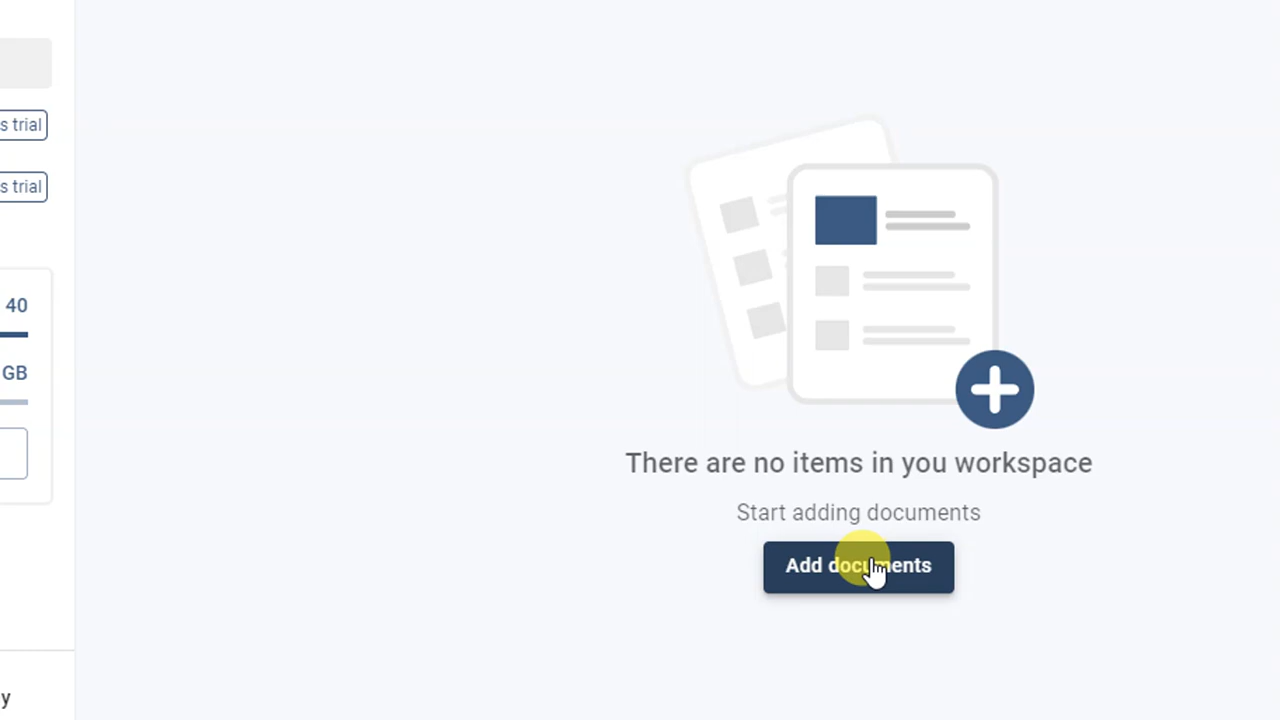 s trial
s trial
40
GB
There are no items in you workspace
Start adding documents
Add documents
y